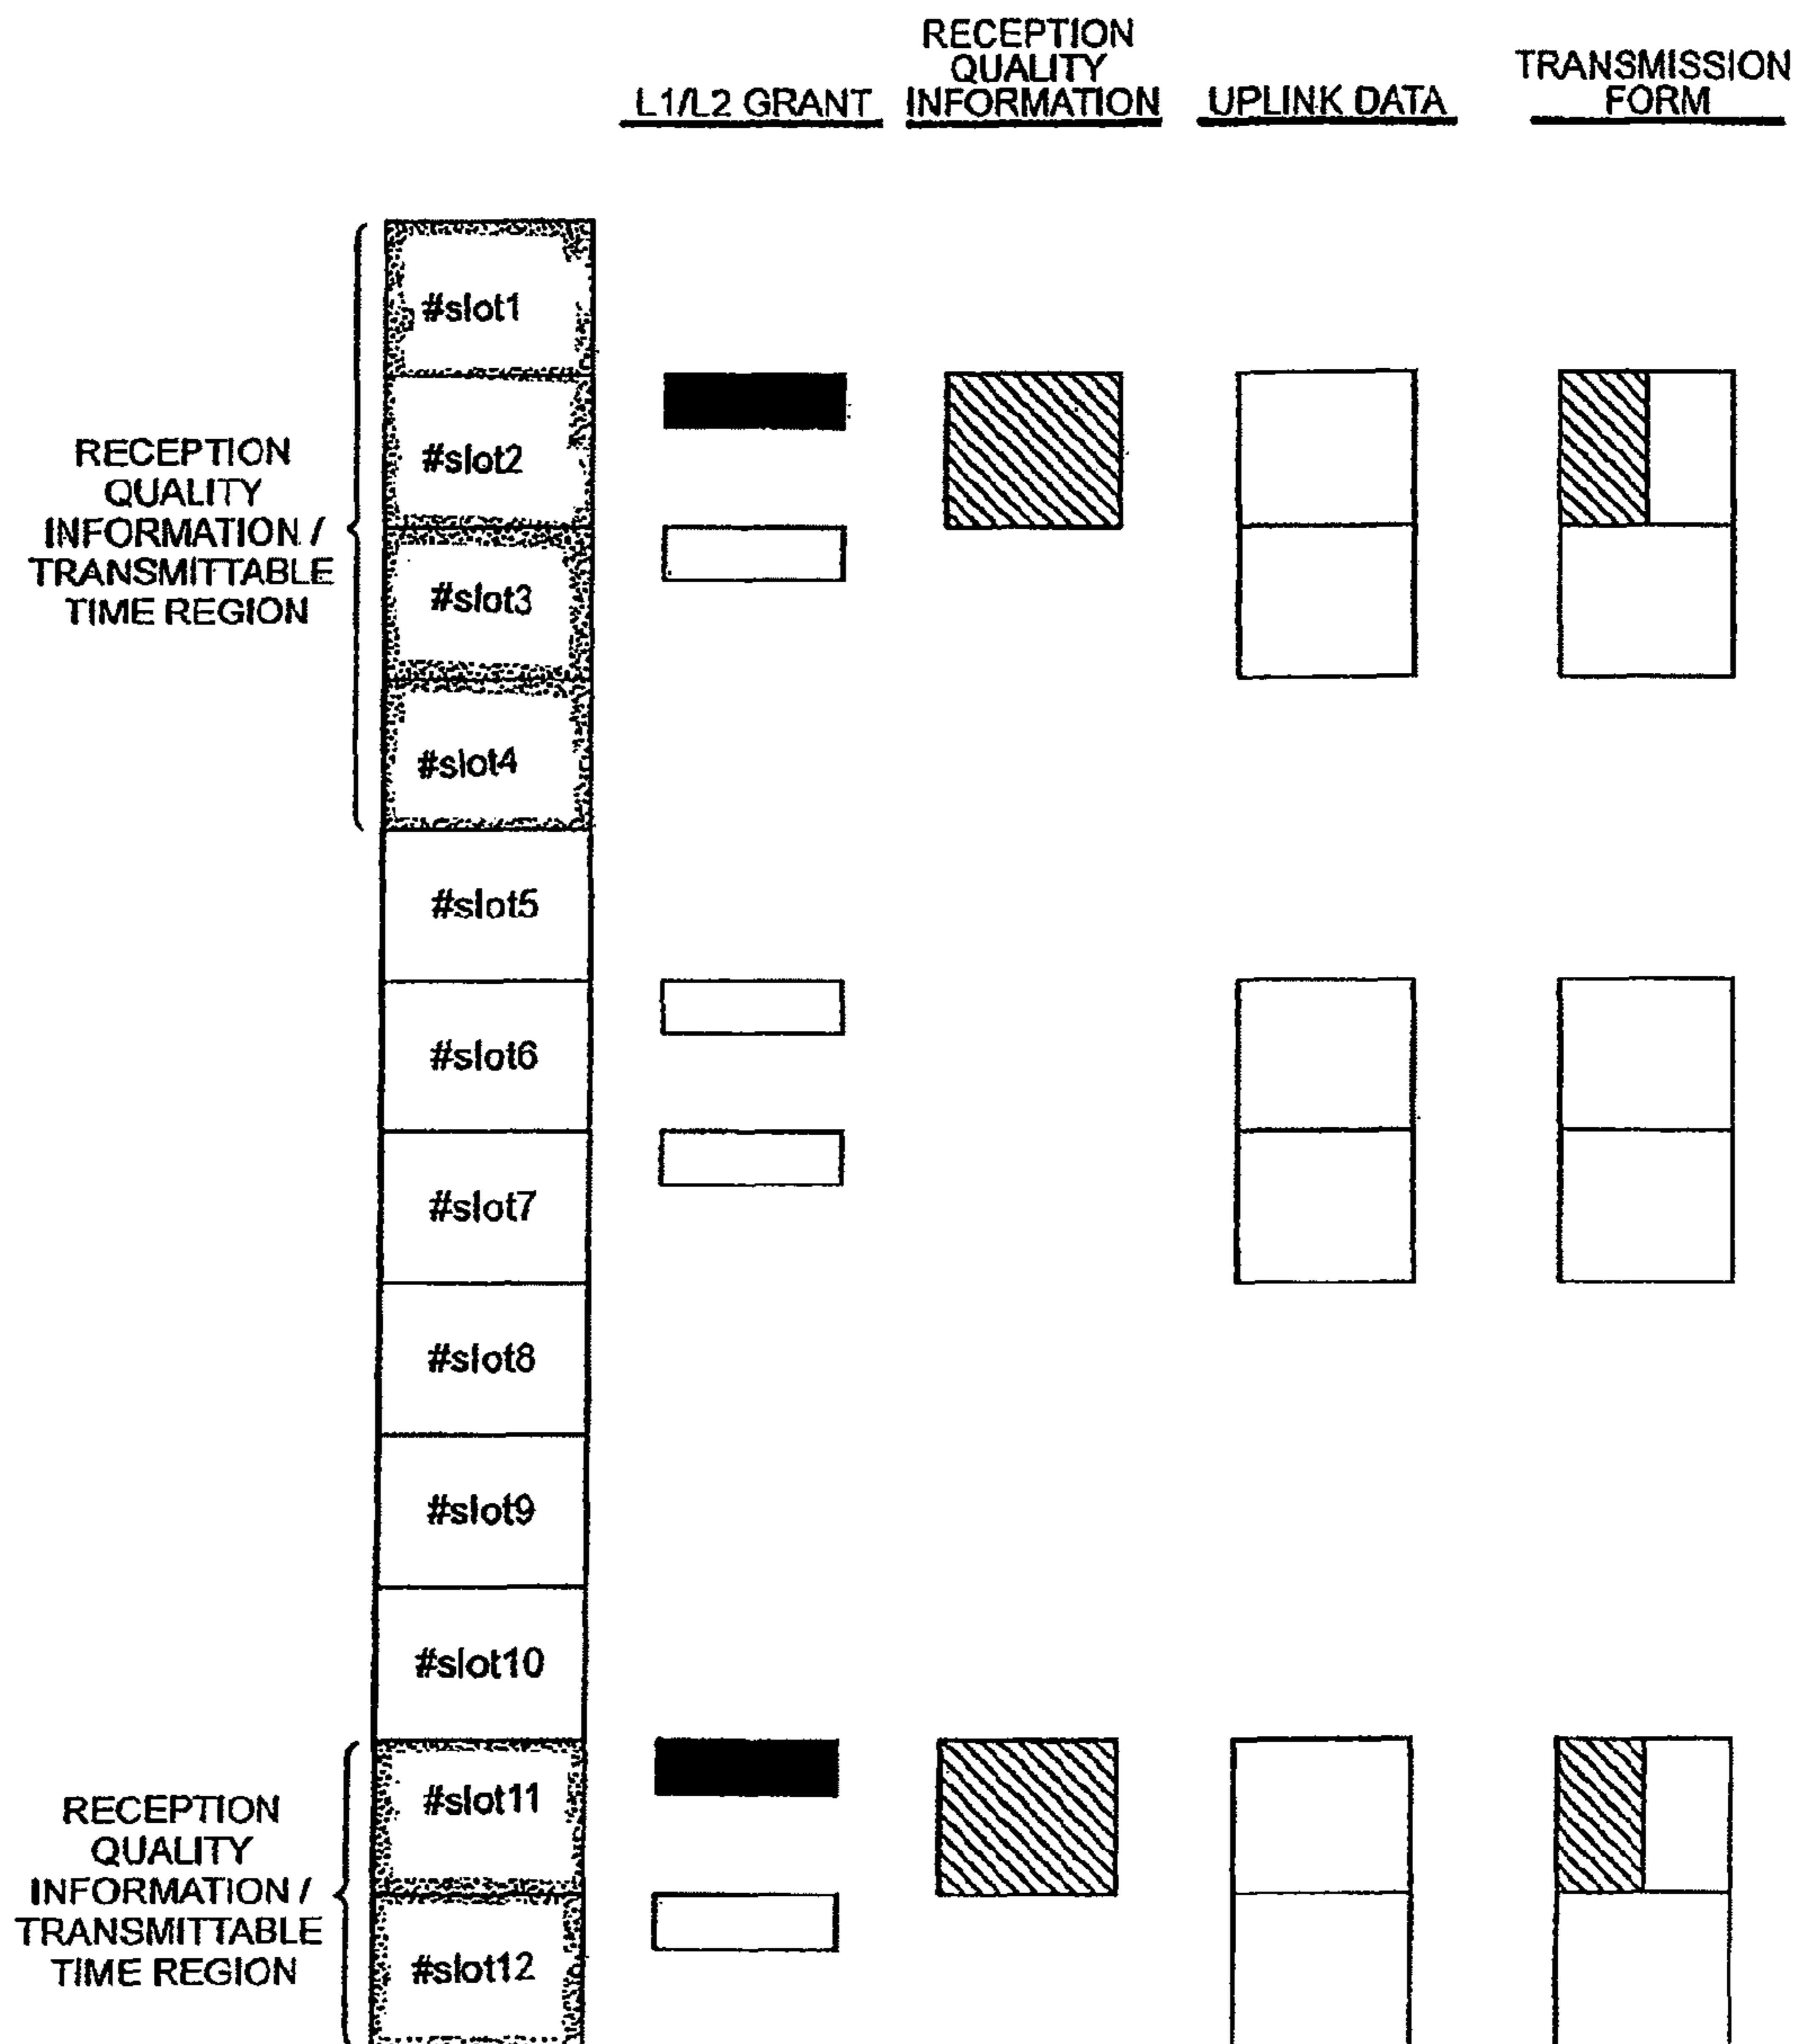 RECEPTION
QUALITY
INFORMATION
L1/L2 GRANT
UPLINK DATA
TRANSMISSION
FORM
#slot1
#slot2
#slot3
#slot4
RECEPTION
QUALITY
INFORMATION /
TRANSMITTABLE
TIME REGION
#slot5
#slot6
#slot7
#slot8
#slot9
#slot10
#slot11
#slot12
RECEPTION
QUALITY
INFORMATION /
TRANSMITTABLE
TIME REGION